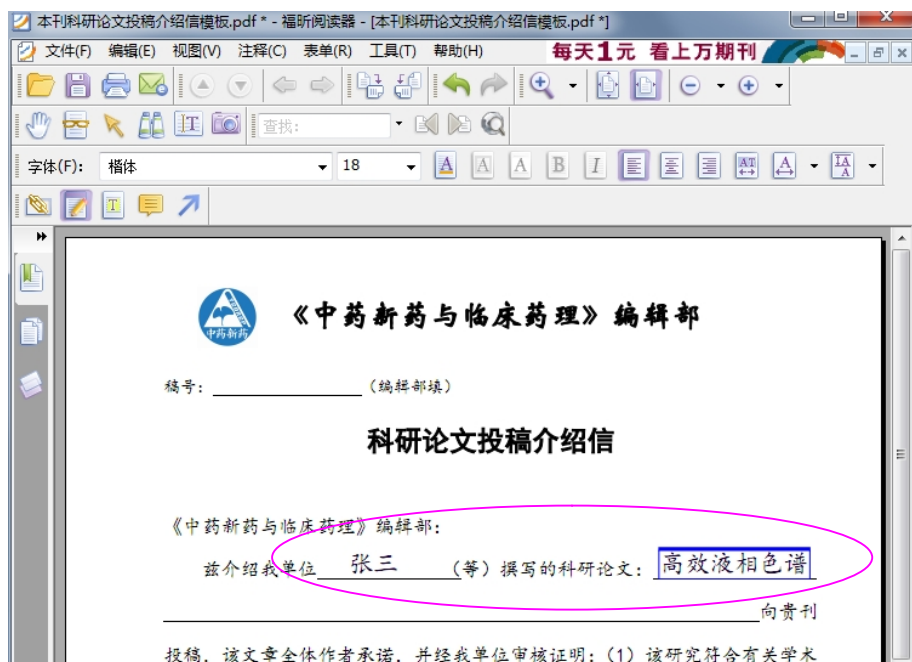 本刊科研论文投稿介绍信模板.pdf * - 福昕阅读器 - [本刊科研论文投稿介绍信模板.pdf *]
文件(F) 编辑(E) 视图(V) 注释(C) 表单(R) 工具(T) 帮助(H) 每天1元 看上万期刊
查找:
字体(F): 楷体 18 A A A B I AT A IA
T
《中药新药与临床药理》编辑部
中药新药
稿号: （编辑部填）
科研论文投稿介绍信
《中药新药与临床药理》编辑部:
兹介绍我单位 张三 (等) 撰写的科研论文: 高效液相色谱
向贵刊
投稿，该文章全体作者承诺，并经我单位审核证明: (1) 该研究符合有关学术